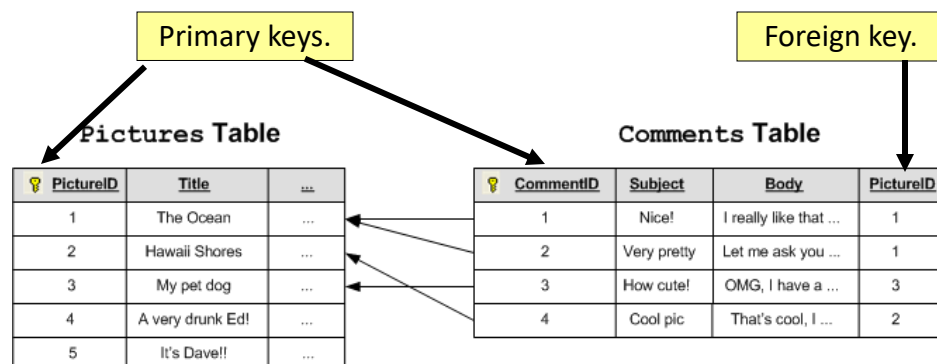 Primary keys.
Foreign key.
Pictures Table
Comments Table
PictureID Title ...
1 The Ocean ...
2 Hawaii Shores ...
3 My pet dog ...
4 A very drunk Ed! ...
5 It's Dave!! ...
CommentID Subject Body PictureID
1 Nice! I really like that ... 1
2 Very pretty Let me ask you ... 1
3 How cute! OMG, I have a ... 3
4 Cool pic That's cool, I ... 2